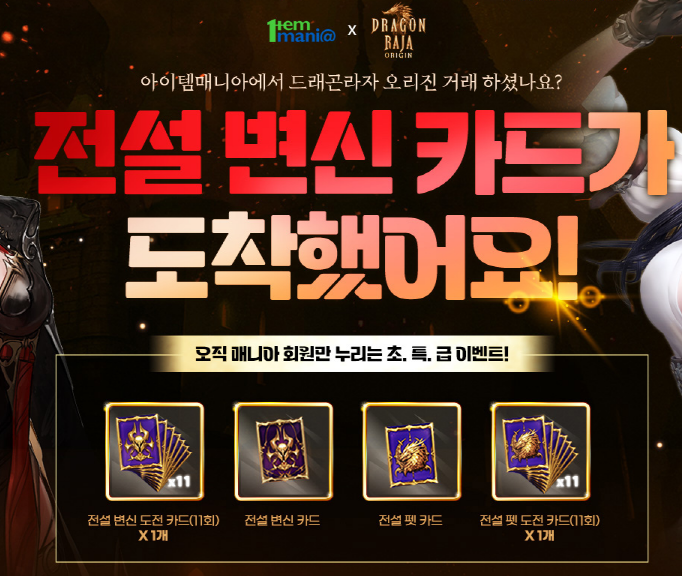 Item mani@ x DRAGON RAJA ORIGIN
아이템매니아에서 드래곤라자 오리진 거래 하셨나요?
전설 변신 카드가
도착했어요!
오직 매니아 회원만 누리는 초, 특, 급 이벤트!
x11
x11
전설 변신 도전 카드(11회)
X 1개
전설 변신 카드
전설 펫 카드
전설 펫 도전 카드(11회)
X 1개